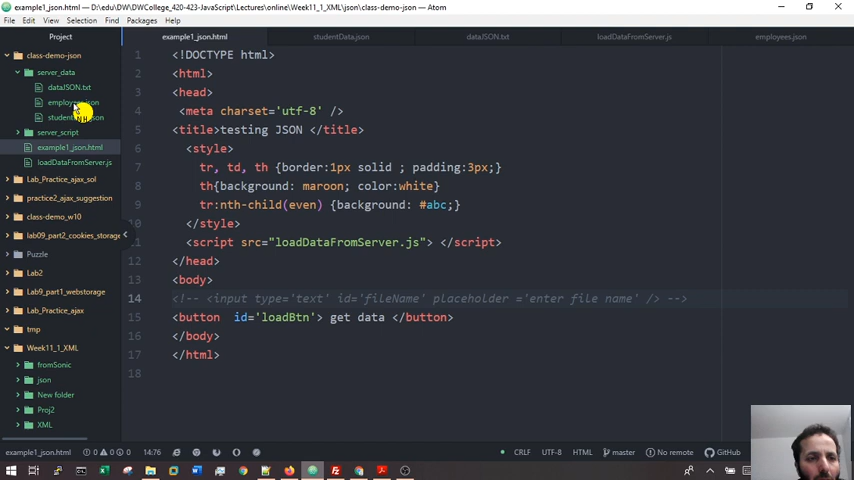 example1_json.html — D:\edu\DW\DWCollege_420-423-JavaScript\Lectures\online\Week11_1_XML\json\class-demo-json — Atom
File Edit View Selection Find Packages Help
Project
class-demo-json
server_data
dataJSON.txt
json
json
server_script
example1_json.html
loadDataFromServer.js
Lab_Practice_ajax_sol
practice2_ajax_suggestion
class-demo_w10
lab09_part2_cookies_storage
Puzzle
Lab2
Lab9_part1_webstorage
Lab_Practice_ajax
tmp
Week11_1_XML
fromSonic
json
New folder
Proj2
XML
example1_json.html studentData.json dataJSON.txt loadDataFromServer.js employees.json
1 <!DOCTYPE html>
2 <html>
3 <head>
4 <meta charset='utf-8' />
5 <title>testing JSON </title>
6 <style>
7 tr, td, th {border:1px solid ; padding:3px;}
8 th{background: maroon; color:white}
9 tr:nth-child(even) {background: #abc;}
10 </style>
11 <script src="loadDataFromServer.js"> </script>
12 </head>
13 <body>
14 <!-- <input type='text' id='fileName' placeholder ='enter file name' /> -->
15 <button id='loadBtn'> get data </button>
16 </body>
17 </html>
18
example1_json.html 0 0 0 14:76 CRLF UTF-8 HTML master No remote GitHub